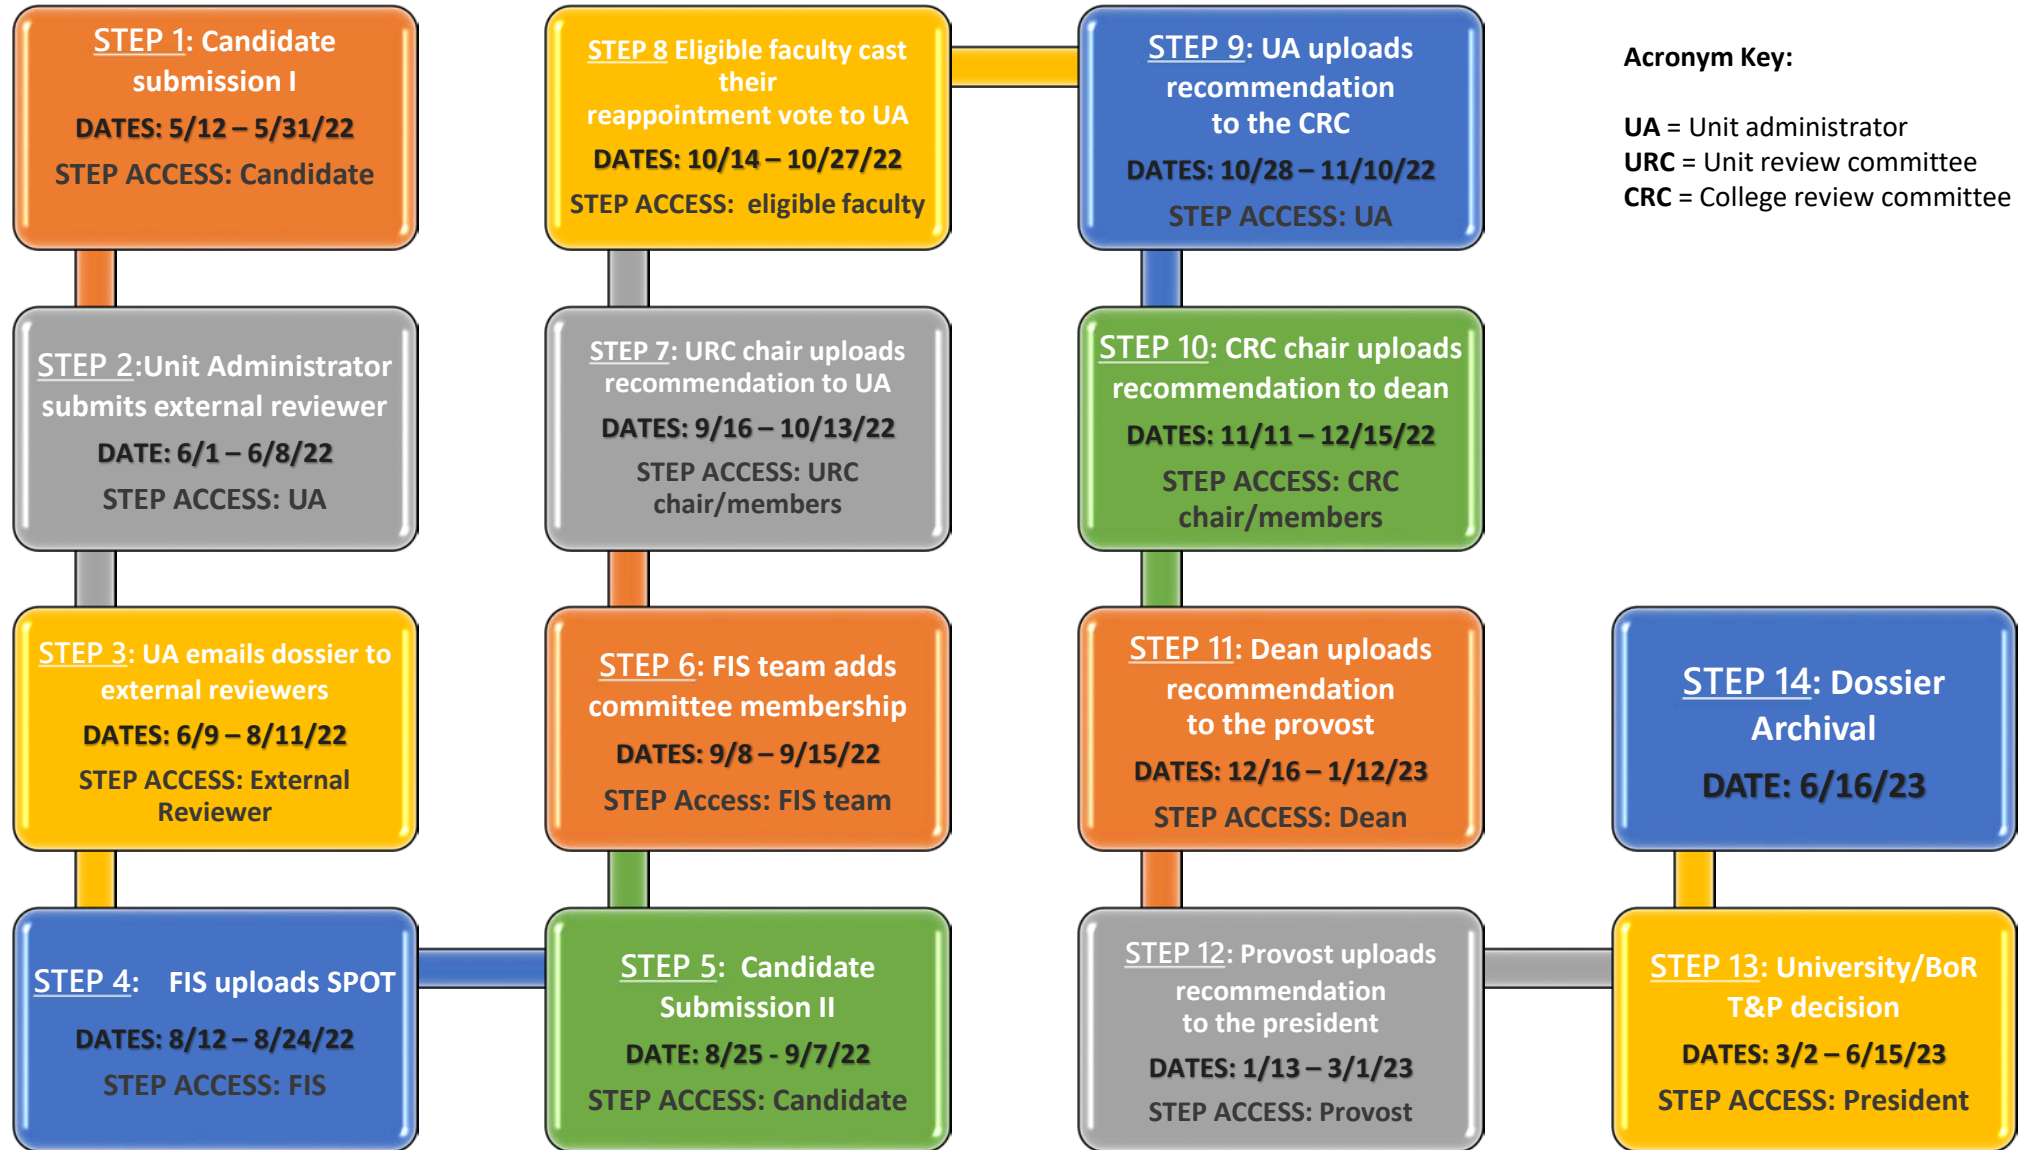 STEP 1: Candidate
submission I
DATES: 5/12 – 5/31/22
STEP ACCESS: Candidate
STEP 2:Unit Administrator
submits external reviewer
DATE: 6/1 – 6/8/22
STEP ACCESS: UA
STEP 3: UA emails dossier to
external reviewers
DATES: 6/9 – 8/11/22
STEP ACCESS: External
Reviewer
STEP 4: FIS uploads SPOT
DATES: 8/12 – 8/24/22
STEP ACCESS: FIS
STEP 5: Candidate
Submission II
DATE: 8/25 - 9/7/22
STEP ACCESS: Candidate
STEP 6: FIS team adds
committee membership
DATES: 9/8 – 9/15/22
STEP Access: FIS team
STEP 7: URC chair uploads
recommendation to UA
DATES: 9/16 – 10/13/22
STEP ACCESS: URC
chair/members
STEP 8 Eligible faculty cast
their
reappointment vote to UA
DATES: 10/14 – 10/27/22
STEP ACCESS: eligible faculty
STEP 9: UA uploads
recommendation
to the CRC
DATES: 10/28 – 11/10/22
STEP ACCESS: UA
STEP 10: CRC chair uploads
recommendation to dean
DATES: 11/11 – 12/15/22
STEP ACCESS: CRC
chair/members
STEP 11: Dean uploads
recommendation
to the provost
DATES: 12/16 – 1/12/23
STEP ACCESS: Dean
STEP 12: Provost uploads
recommendation
to the president
DATES: 1/13 – 3/1/23
STEP ACCESS: Provost
STEP 13: University/BoR
T&P decision
DATES: 3/2 – 6/15/23
STEP ACCESS: President
STEP 14: Dossier
Archival
DATE: 6/16/23
Acronym Key:
UA = Unit administrator
URC = Unit review committee
CRC = College review committee